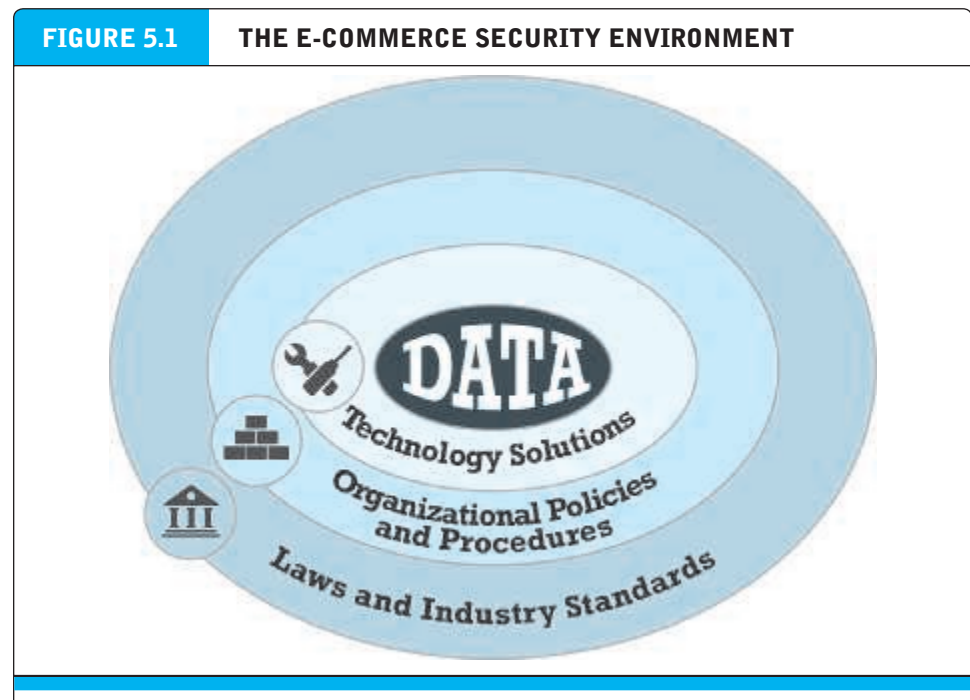 FIGURE 5.1 THE E-COMMERCE SECURITY ENVIRONMENT
DATA
Technology Solutions
Organizational Policies
and Procedures
Laws and Industry Standards